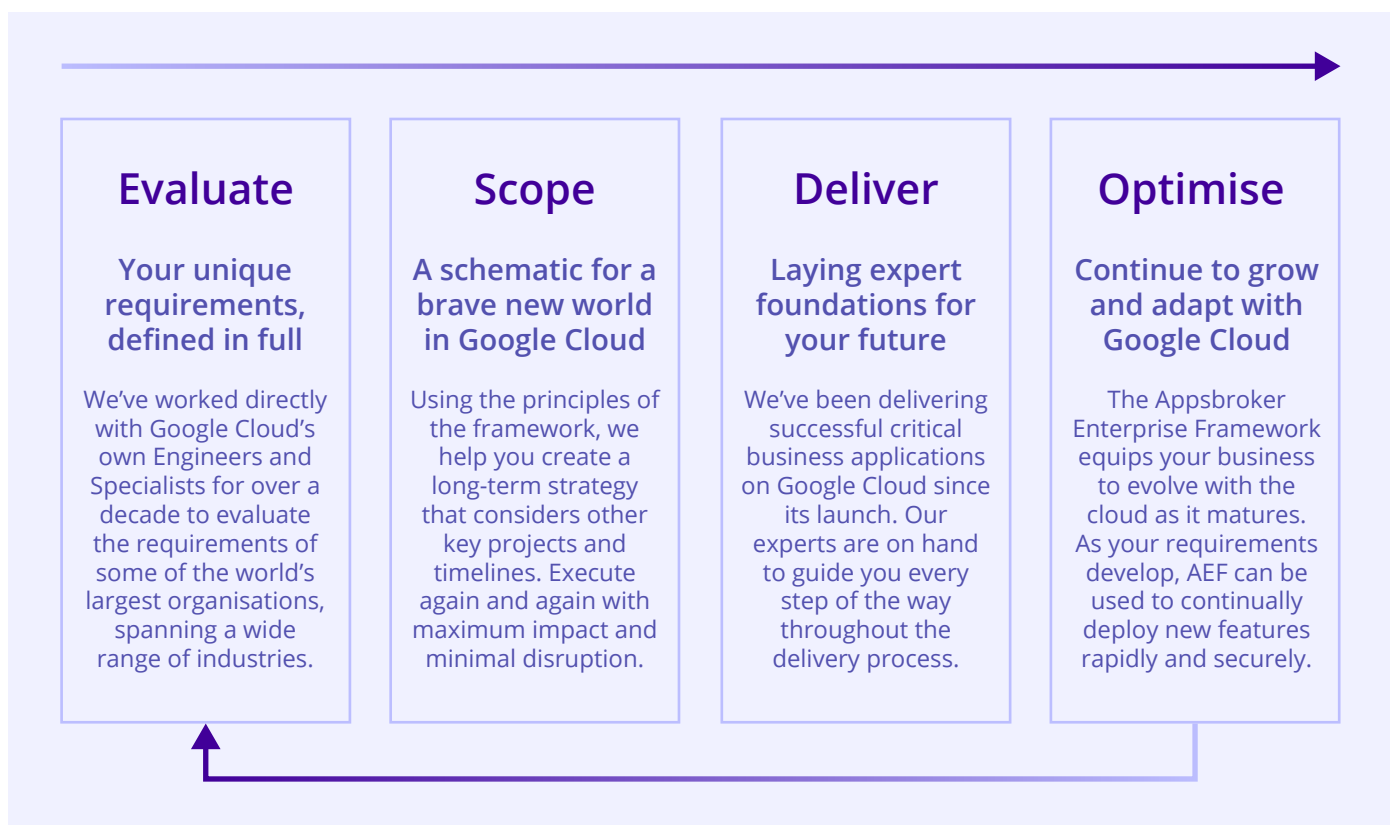 Evaluate
Your unique
requirements,
defined in full
We’ve worked directly
with Google Cloud’s
own Engineers and
Specialists for over a
decade to evaluate
the requirements of
some of the world’s
largest organisations,
spanning a wide
range of industries.
Scope
A schematic for a
brave new world
in Google Cloud
Using the principles of
the framework, we
help you create a
long-term strategy
that considers other
key projects and
timelines. Execute
again and again with
maximum impact and
minimal disruption.
Deliver
Laying expert
foundations for
your future
We’ve been delivering
successful critical
business applications
on Google Cloud since
its launch. Our
experts are on hand
to guide you every
step of the way
throughout the
delivery process.
Optimise
Continue to grow
and adapt with
Google Cloud
The Appsbroker
Enterprise Framework
equips your business
to evolve with the
cloud as it matures.
As your requirements
develop, AEF can be
used to continually
deploy new features
rapidly and securely.